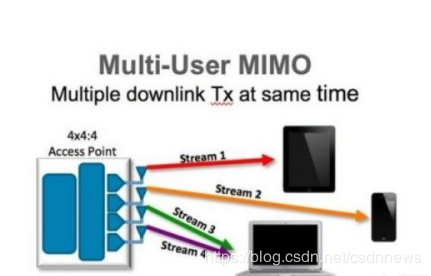 Multi-User MIMO
Multiple downlink Tx at same time
4x4:4
Access Point
Stream 1
Stream 2
Stream 3
Stream 4
https://blog.csdn.net/csdnnews